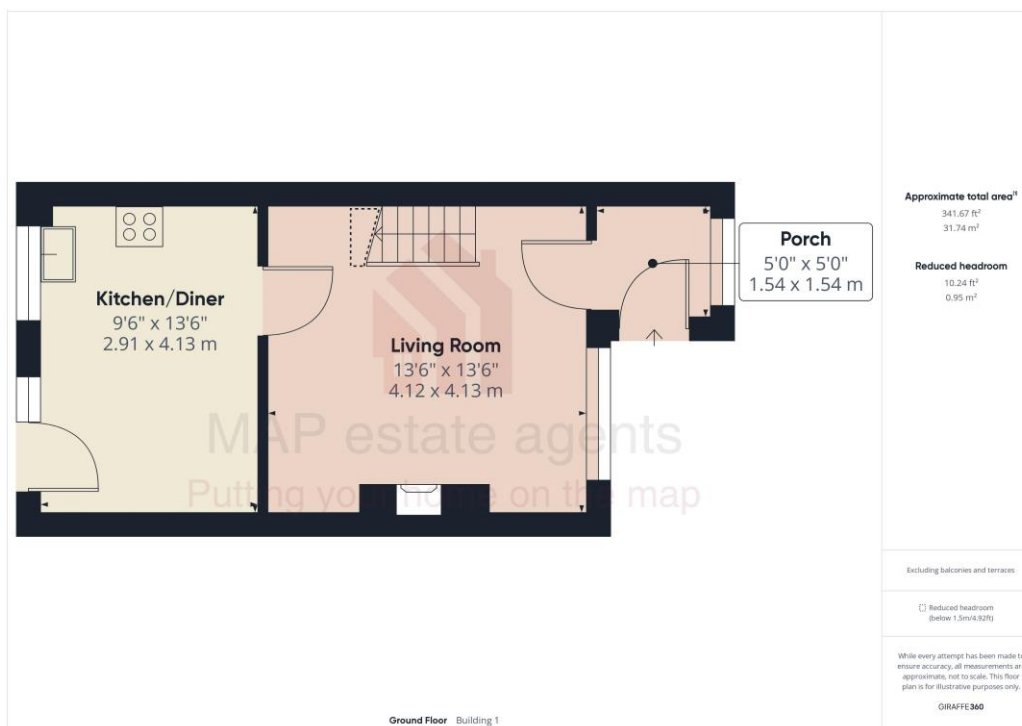 Kitchen/Diner
9'6" x 13'6"
2.91 x 4.13 m
Living Room
13'6" x 13'6"
4.12 x 4.13 m
Porch
5'0" x 5'0"
1.54 x 1.54 m
MAP estate agents
Putting your home on the map
Ground Floor Building 1
Approximate total area⁽¹⁾
341.67 ft²
31.74 m²
Reduced headroom
10.24 ft²
0.95 m²
Excluding balconies and terraces
Reduced headroom
(below 1.5m/4.92ft)
While every attempt has been made to
ensure accuracy, all measurements are
approximate, not to scale. This floor
plan is for illustrative purposes only.
GIRAFFE360